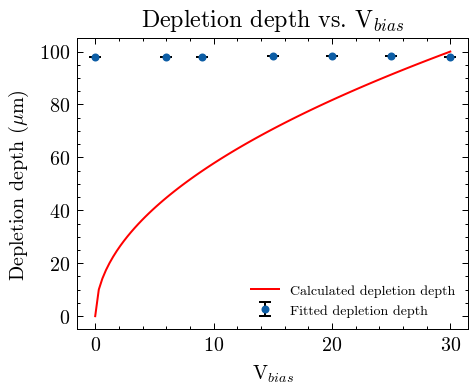 Depletion depth vs. V_bias
100
80
60
40
20
0
Depletion depth (μm)
Calculated depletion depth
Fitted depletion depth
0 10 20 30
V_bias